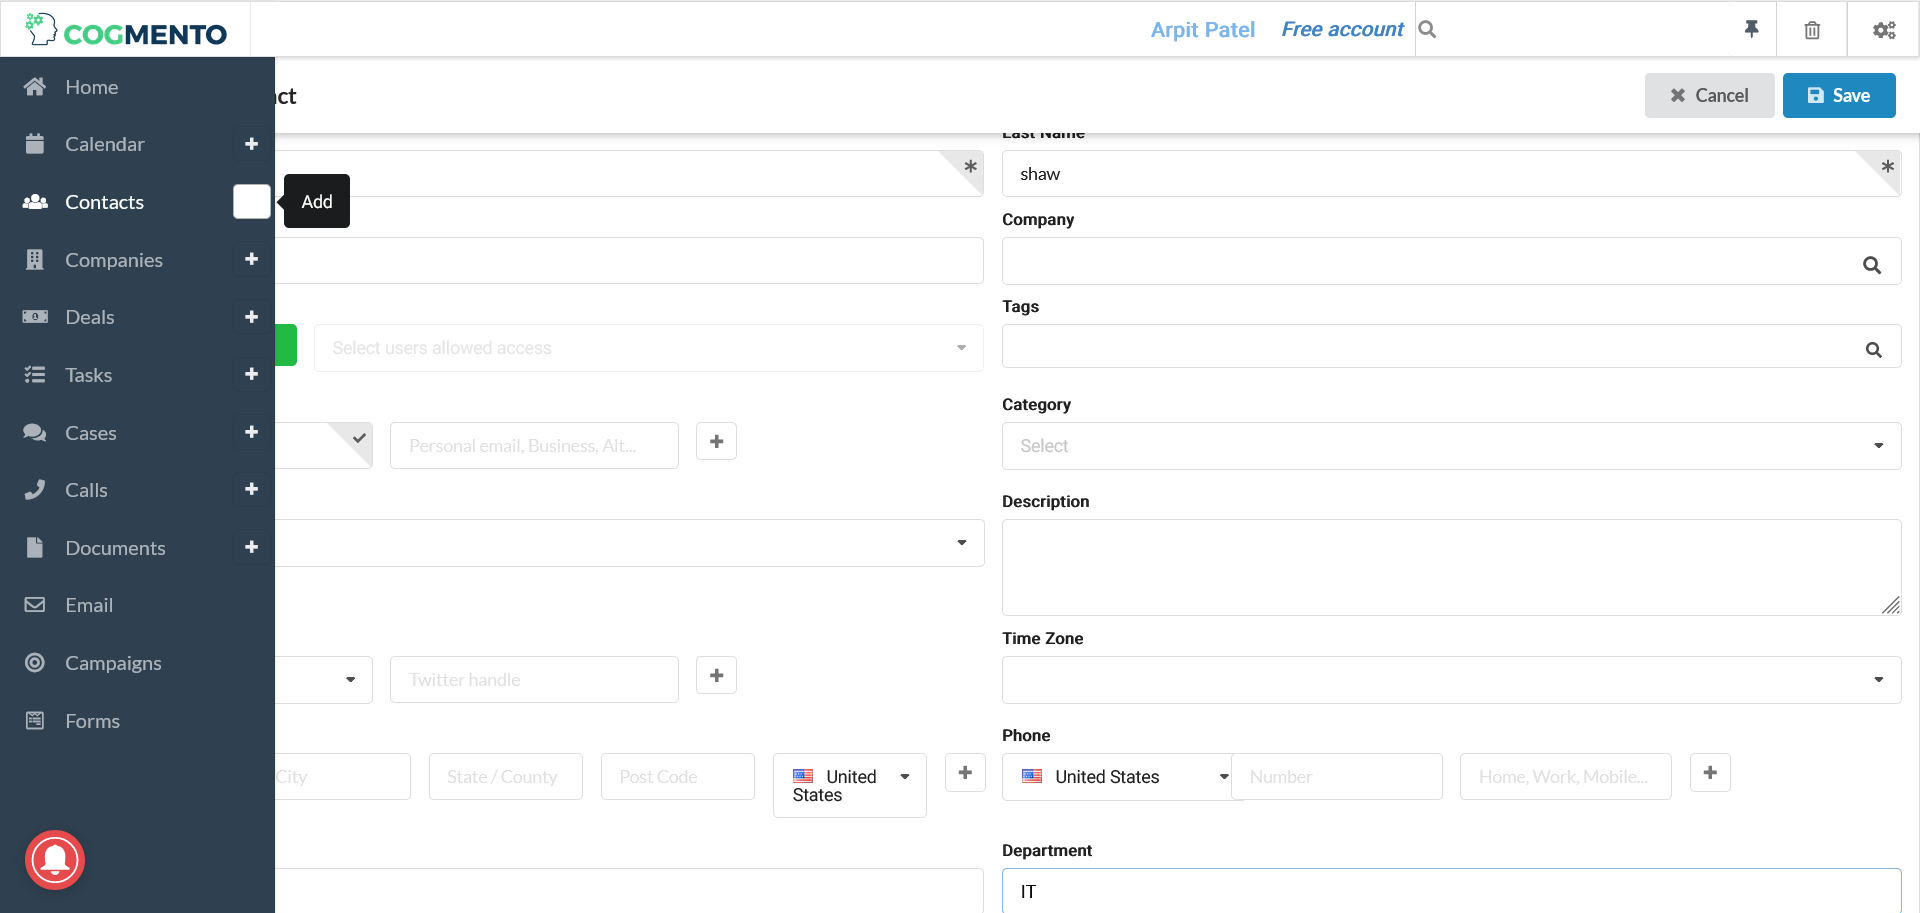 COGMENTO
Arpit Patel
Free account
Home
Calendar
Contacts
Add
Companies
Deals
Tasks
Cases
Calls
Documents
Email
Campaigns
Forms
Cancel
Save
Last Name
shaw
Company
Select users allowed access
Tags
Personal email, Business, Alt...
Category
Select
Description
Twitter handle
Time Zone
City
State / County
Post Code
United States
Phone
United States
Number
Home, Work, Mobile...
Department
IT